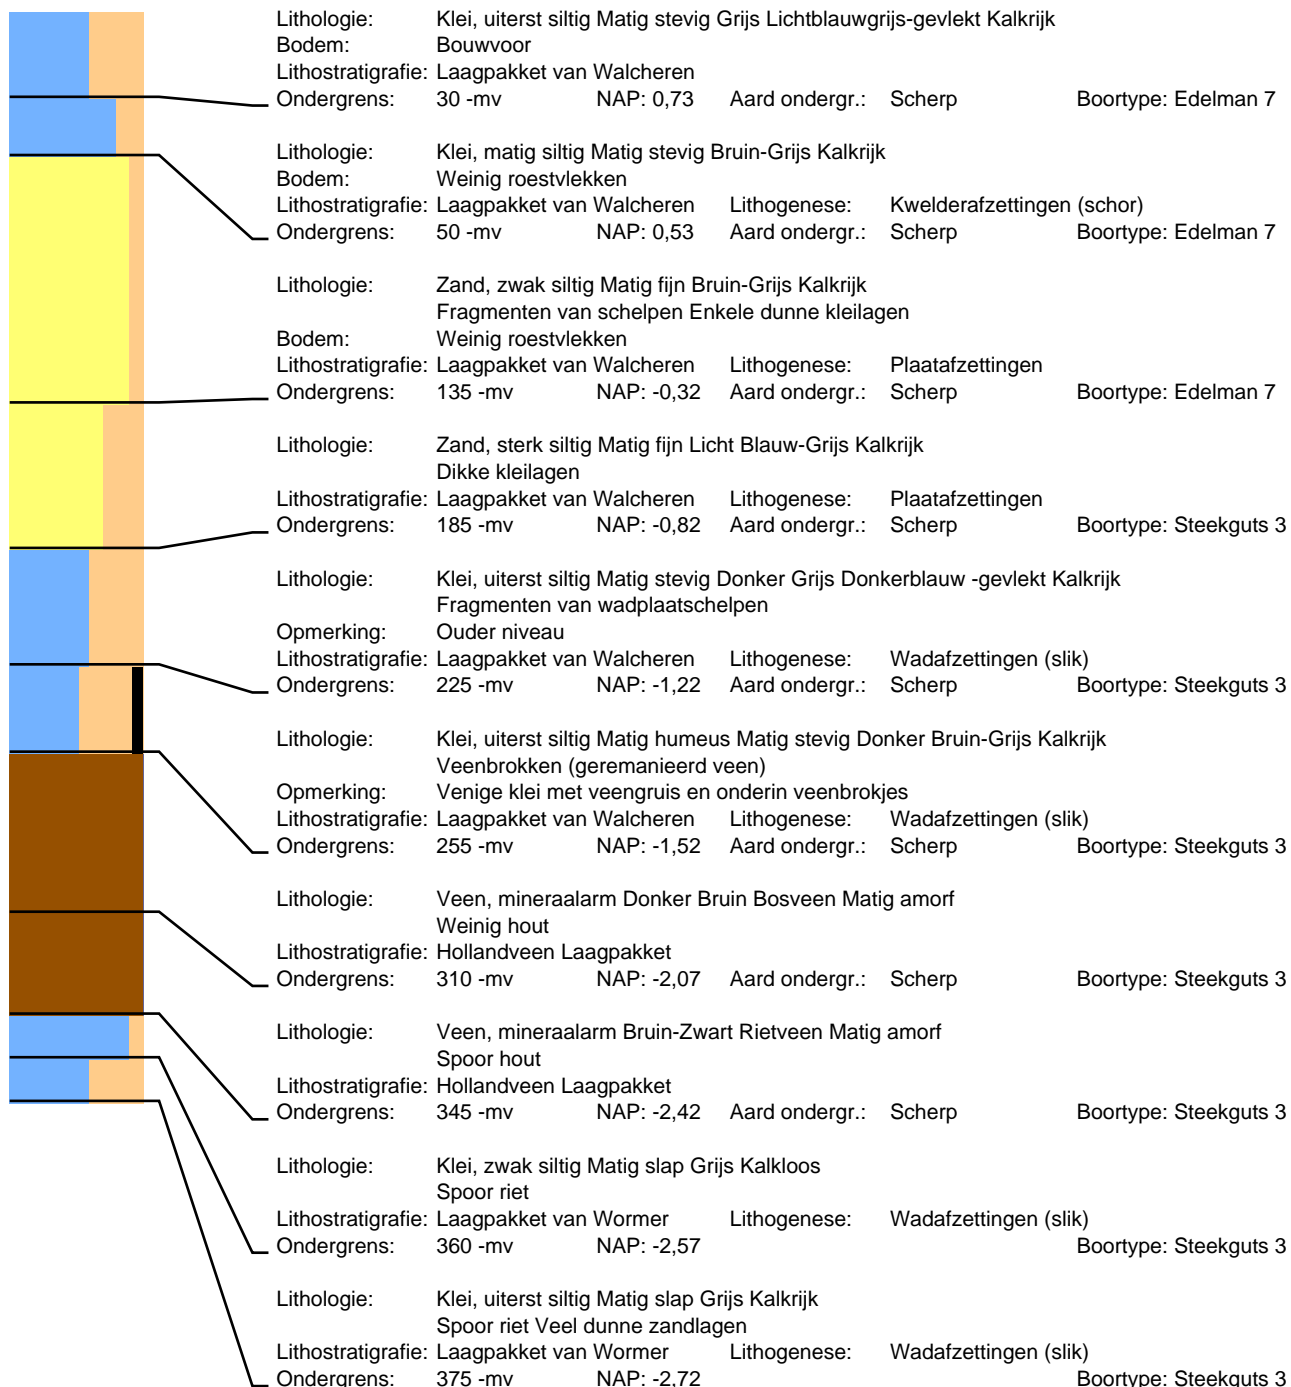 Lithologie: Klei, uiterst siltig Matig stevig Grijs Lichtblauwgrijs-gevlekt Kalkrijk
Bodem: Bouwvoor
Lithostratigrafie: Laagpakket van Walcheren
Ondergrens: 30 -mv NAP: 0,73 Aard ondergr.: Scherp Boortype: Edelman 7
Lithologie: Klei, matig siltig Matig stevig Bruin-Grijs Kalkrijk
Bodem: Weinig roestvlekken
Lithostratigrafie: Laagpakket van Walcheren Lithogenese: Kwelderafzettingen (schor)
Ondergrens: 50 -mv NAP: 0,53 Aard ondergr.: Scherp Boortype: Edelman 7
Lithologie: Zand, zwak siltig Matig fijn Bruin-Grijs Kalkrijk
Fragmenten van schelpen Enkele dunne kleilagen
Bodem: Weinig roestvlekken
Lithostratigrafie: Laagpakket van Walcheren Lithogenese: Plaatafzettingen
Ondergrens: 135 -mv NAP: -0,32 Aard ondergr.: Scherp Boortype: Edelman 7
Lithologie: Zand, sterk siltig Matig fijn Licht Blauw-Grijs Kalkrijk
Dikke kleilagen
Lithostratigrafie: Laagpakket van Walcheren Lithogenese: Plaatafzettingen
Ondergrens: 185 -mv NAP: -0,82 Aard ondergr.: Scherp Boortype: Steekguts 3
Lithologie: Klei, uiterst siltig Matig stevig Donker Grijs Donkerblauw -gevlekt Kalkrijk
Fragmenten van wadplaatschelpen
Opmerking: Ouder niveau
Lithostratigrafie: Laagpakket van Walcheren Lithogenese: Wadafzettingen (slik)
Ondergrens: 225 -mv NAP: -1,22 Aard ondergr.: Scherp Boortype: Steekguts 3
Lithologie: Klei, uiterst siltig Matig humeus Matig stevig Donker Bruin-Grijs Kalkrijk
Veenbrokken (geremanieerd veen)
Opmerking: Venige klei met veengruis en onderin veenbrokjes
Lithostratigrafie: Laagpakket van Walcheren Lithogenese: Wadafzettingen (slik)
Ondergrens: 255 -mv NAP: -1,52 Aard ondergr.: Scherp Boortype: Steekguts 3
Lithologie: Veen, mineraalarm Donker Bruin Bosveen Matig amorf
Weinig hout
Lithostratigrafie: Hollandveen Laagpakket
Ondergrens: 310 -mv NAP: -2,07 Aard ondergr.: Scherp Boortype: Steekguts 3
Lithologie: Veen, mineraalarm Bruin-Zwart Rietveen Matig amorf
Spoor hout
Lithostratigrafie: Hollandveen Laagpakket
Ondergrens: 345 -mv NAP: -2,42 Aard ondergr.: Scherp Boortype: Steekguts 3
Lithologie: Klei, zwak siltig Matig slap Grijs Kalkloos
Spoor riet
Lithostratigrafie: Laagpakket van Wormer Lithogenese: Wadafzettingen (slik)
Ondergrens: 360 -mv NAP: -2,57 Boortype: Steekguts 3
Lithologie: Klei, uiterst siltig Matig slap Grijs Kalkrijk
Spoor riet Veel dunne zandlagen
Lithostratigrafie: Laagpakket van Wormer Lithogenese: Wadafzettingen (slik)
Ondergrens: 375 -mv NAP: -2,72 Boortype: Steekguts 3